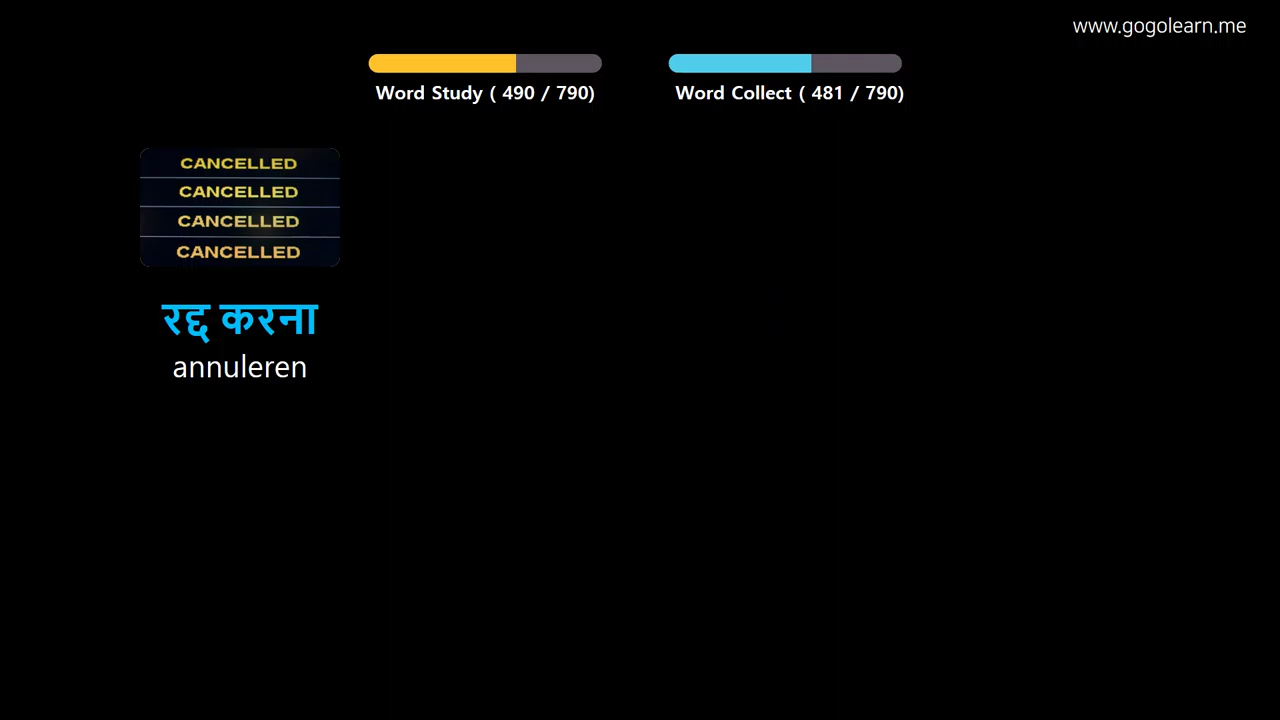 www.gogolearn.me
Word Study ( 490 / 790)
Word Collect ( 481 / 790)
CANCELLED
CANCELLED
CANCELLED
CANCELLED
रद्द करना
annuleren